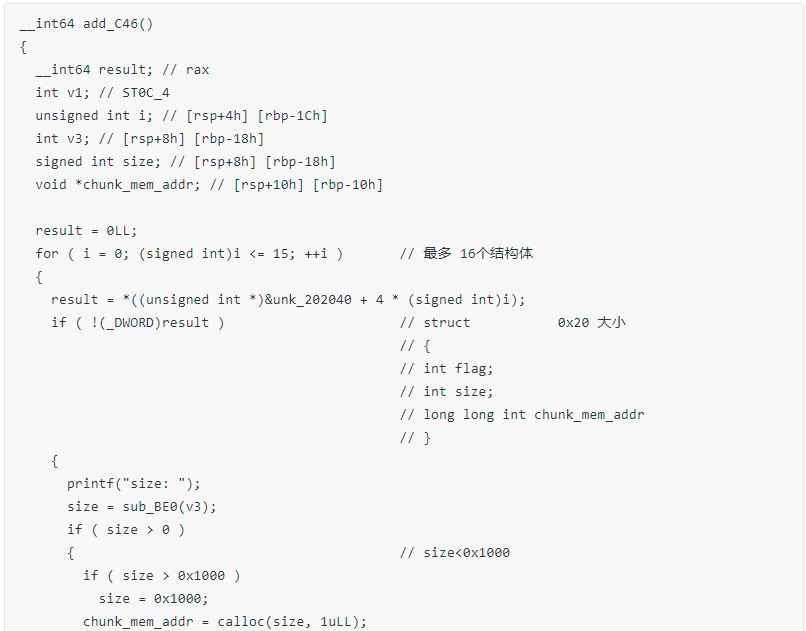 __int64 add_C46()
{
  __int64 result; // rax
  int v1; // ST0C_4
  unsigned int i; // [rsp+4h] [rbp-1Ch]
  int v3; // [rsp+8h] [rbp-18h]
  signed int size; // [rsp+8h] [rbp-18h]
  void *chunk_mem_addr; // [rsp+10h] [rbp-10h]

  result = 0LL;
  for ( i = 0; (signed int)i <= 15; ++i )       // 最多 16个结构体
  {
    result = *((unsigned int *)&unk_202040 + 4 * (signed int)i);
    if ( !(_DWORD)result )                      // struct           0x20 大小
                                                // {
                                                // int flag;
                                                // int size;
                                                // long long int chunk_mem_addr
                                                // }
    {
      printf("size: ");
      size = sub_BE0(v3);
      if ( size > 0 )
      {                                         // size<0x1000
        if ( size > 0x1000 )
          size = 0x1000;
        chunk_mem_addr = calloc(size, 1uLL);